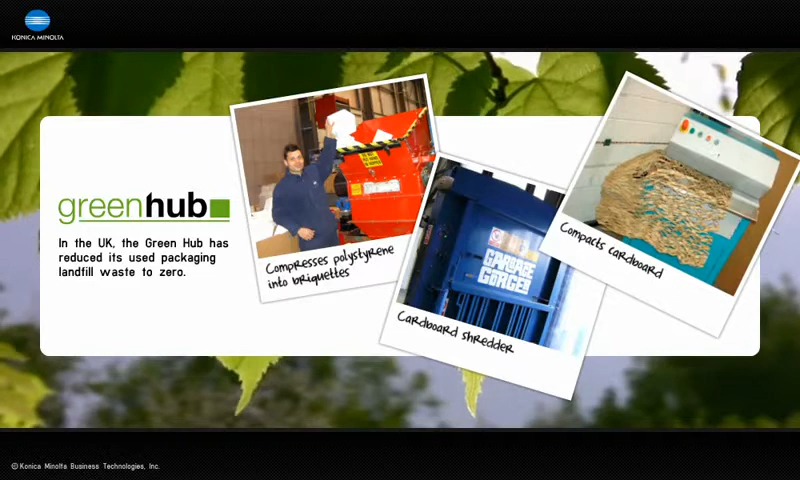 KONICA MINOLTA
greenhub
In the UK, the Green Hub has
reduced its used packaging
landfill waste to zero.
Compresses polystyrene
into briquettes
GARBAGE
GORGER
Cardboard shredder
Compacts cardboard
© Konica Minolta Business Technologies, Inc.